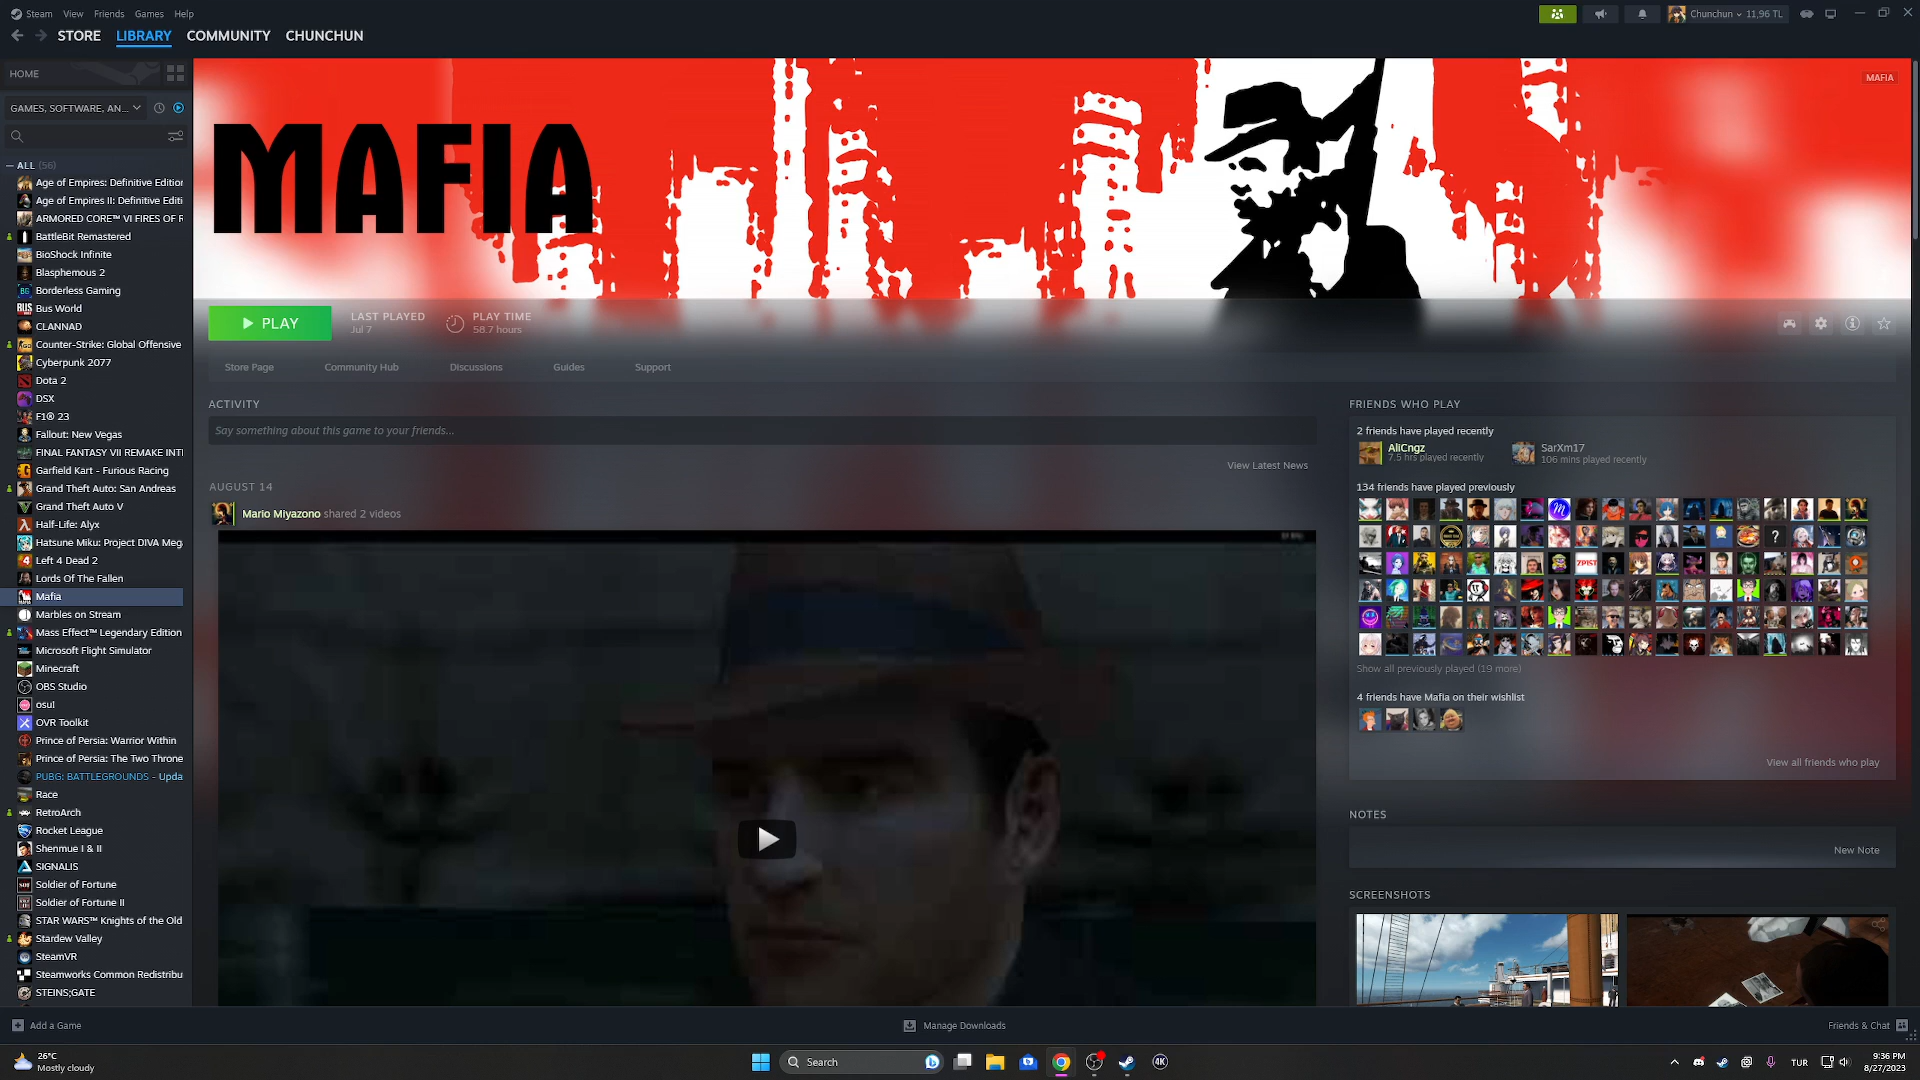 Steam View Friends Games Help
Chunchun 11,96 TL
STORE LIBRARY COMMUNITY CHUNCHUN
HOME
GAMES, SOFTWARE, AN...
ALL (56)
Age of Empires: Definitive Edition
Age of Empires II: Definitive Editi
ARMORED CORE™ VI FIRES OF R
BattleBit Remastered
BioShock Infinite
Blasphemous 2
Borderless Gaming
Bus World
CLANNAD
Counter-Strike: Global Offensive
Cyberpunk 2077
Dota 2
DSX
F1® 23
Fallout: New Vegas
FINAL FANTASY VII REMAKE INTI
Garfield Kart - Furious Racing
Grand Theft Auto: San Andreas
Grand Theft Auto V
Half-Life: Alyx
Hatsune Miku: Project DIVA Meg
Left 4 Dead 2
Lords Of The Fallen
Mafia
Marbles on Stream
Mass Effect™ Legendary Edition
Microsoft Flight Simulator
Minecraft
OBS Studio
osu!
OVR Toolkit
Prince of Persia: Warrior Within
Prince of Persia: The Two Throne
PUBG: BATTLEGROUNDS - Upda
Race
RetroArch
Rocket League
Shenmue I & II
SIGNALIS
Soldier of Fortune
Soldier of Fortune II
STAR WARS™ Knights of the Old
Stardew Valley
SteamVR
Steamworks Common Redistribu
STEINS;GATE
MAFIA
MAFIA
PLAY
LAST PLAYED
Jul 7
PLAY TIME
58.7 hours
Store Page Community Hub Discussions Guides Support
ACTIVITY
Say something about this game to your friends...
View Latest News
AUGUST 14
Mario Miyazono shared 2 videos
FRIENDS WHO PLAY
2 friends have played recently
AliCngz
7,5 hrs played recently
SarXm17
106 mins played recently
134 friends have played previously
ZPIST
Show all previously played (19 more)
4 friends have Mafia on their wishlist
View all friends who play
NOTES
New Note
SCREENSHOTS
Add a Game
Manage Downloads
Friends & Chat
26°C
Mostly cloudy
Search
4K
TUR
9:36 PM
8/27/2023